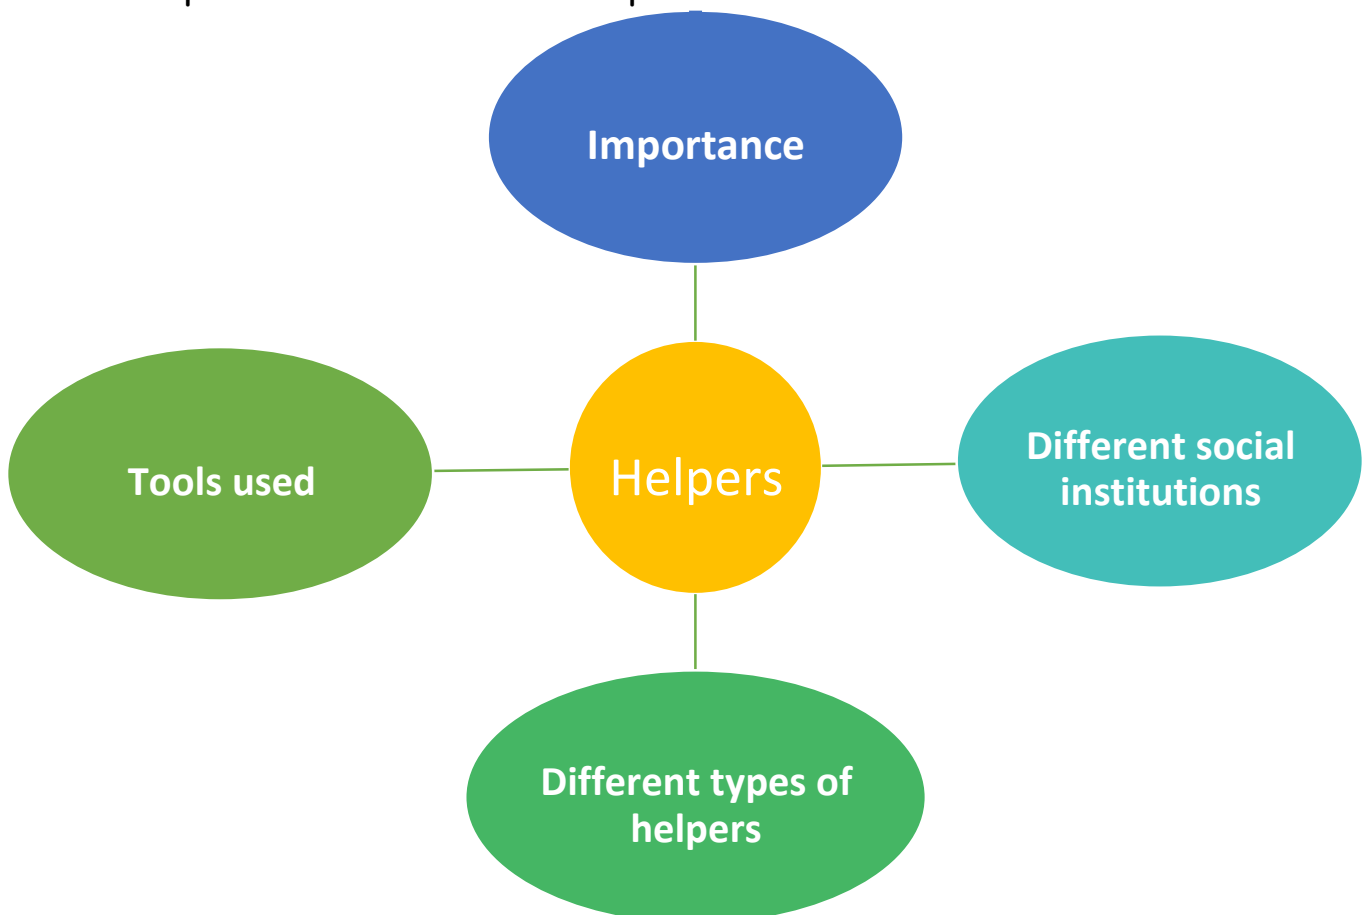 Importance
Tools used
Helpers
Different social
institutions
Different types of
helpers